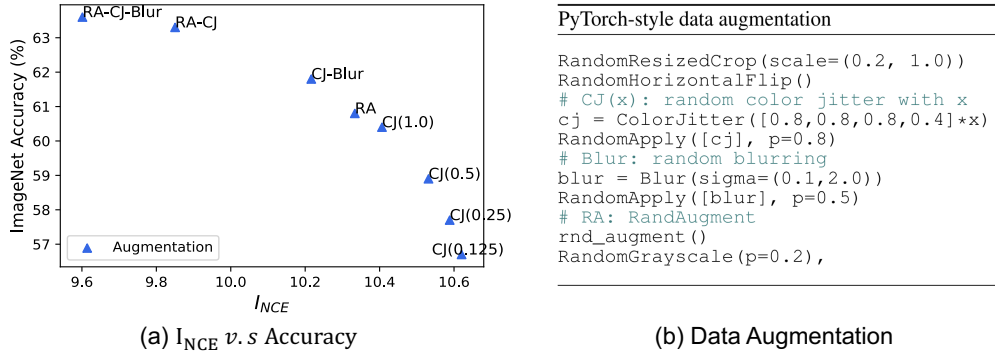 RA-CJ-Blur
RA-CJ
CJ-Blur
RA
CJ(1.0)
CJ(0.5)
CJ(0.25)
CJ(0.125)
Augmentation
ImageNet Accuracy (%)
63
62
61
60
59
58
57
9.6 9.8 10.0 10.2 10.4 10.6
I_NCE
(a) I_NCE v.s Accuracy
PyTorch-style data augmentation
RandomResizedCrop(scale=(0.2, 1.0))
RandomHorizontalFlip()
# CJ(x): random color jitter with x
cj = ColorJitter([0.8,0.8,0.8,0.4]*x)
RandomApply([cj], p=0.8)
# Blur: random blurring
blur = Blur(sigma=(0.1,2.0))
RandomApply([blur], p=0.5)
# RA: RandAugment
rnd_augment()
RandomGrayscale(p=0.2),
(b) Data Augmentation